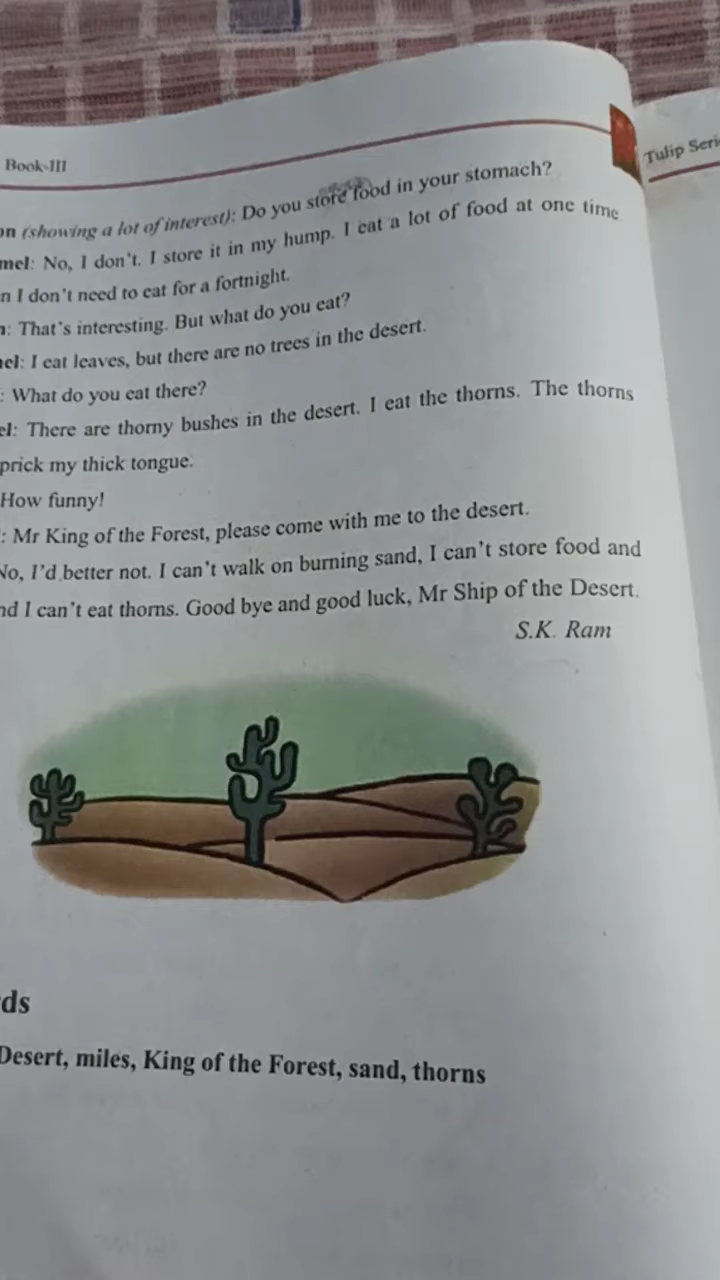 Book-III
Tulip Seri
on (showing a lot of interest): Do you store food in your stomach?
mel: No, I don't. I store it in my hump. I eat a lot of food at one time
n I don't need to eat for a fortnight.
: That's interesting. But what do you eat?
el: I eat leaves, but there are no trees in the desert.
: What do you eat there?
el: There are thorny bushes in the desert. I eat the thorns. The thorns
prick my thick tongue.
How funny!
: Mr King of the Forest, please come with me to the desert.
No, I'd better not. I can't walk on burning sand, I can't store food and
nd I can't eat thorns. Good bye and good luck, Mr Ship of the Desert.
S.K. Ram
ds
Desert, miles, King of the Forest, sand, thorns